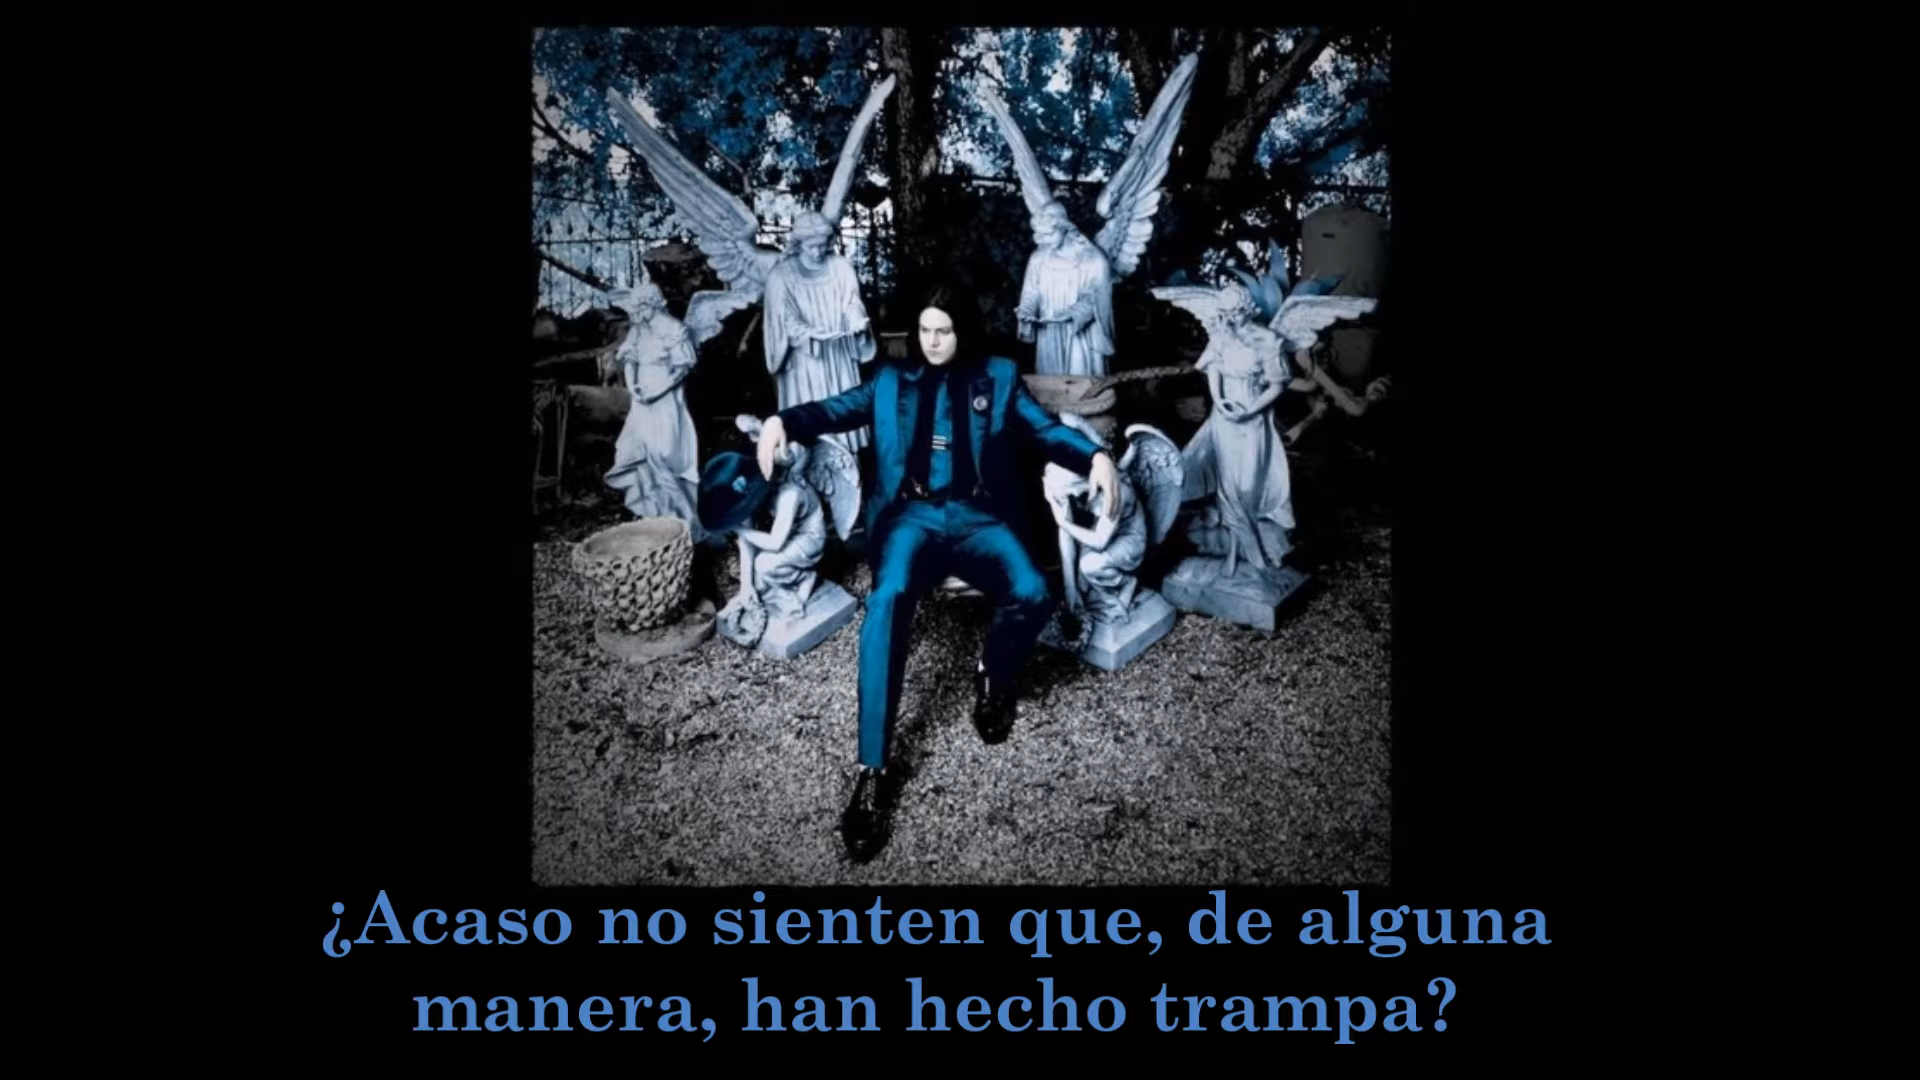 ¿Acaso no sienten que, de alguna
manera, han hecho trampa?